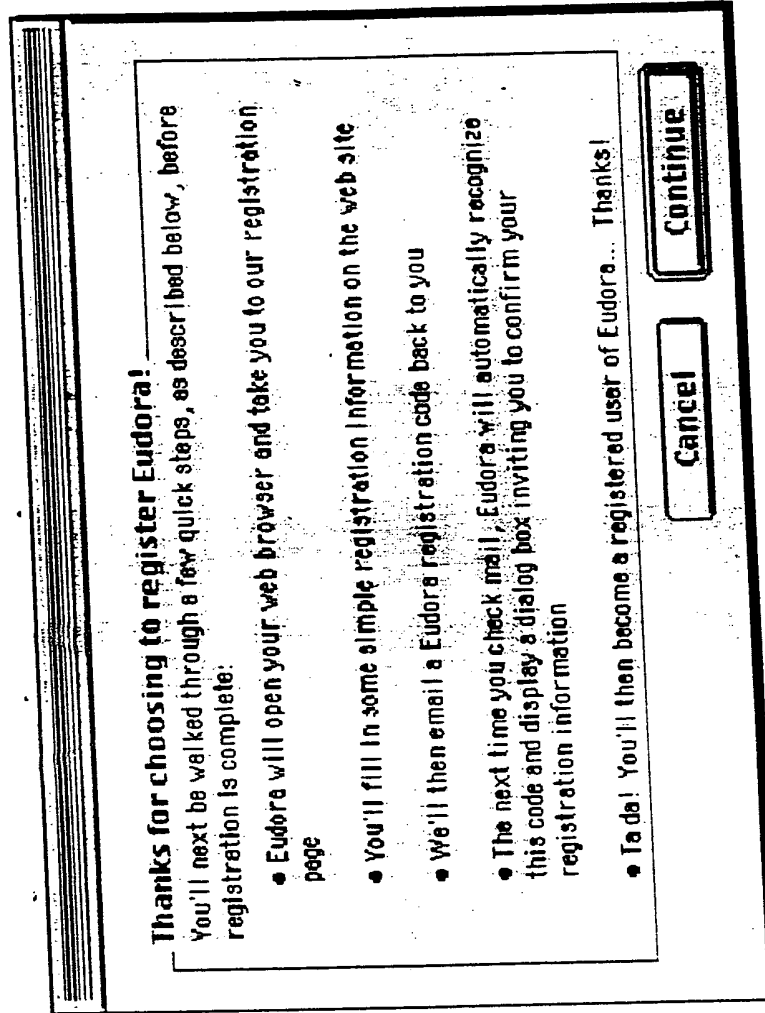 Thanks for choosing to register Eudora!
You'll next be walked through a few quick steps, as described below, before
registration is complete:
• Eudora will open your web browser and take you to our registration
page
• You'll fill in some simple registration information on the web site
• We'll then email a Eudora registration code back to you
• The next time you check mail, Eudora will automatically recognize
this code and display a dialog box inviting you to confirm your
registration information
• Ta da! You'll then become a registered user of Eudora... Thanks!
Cancel
Continue